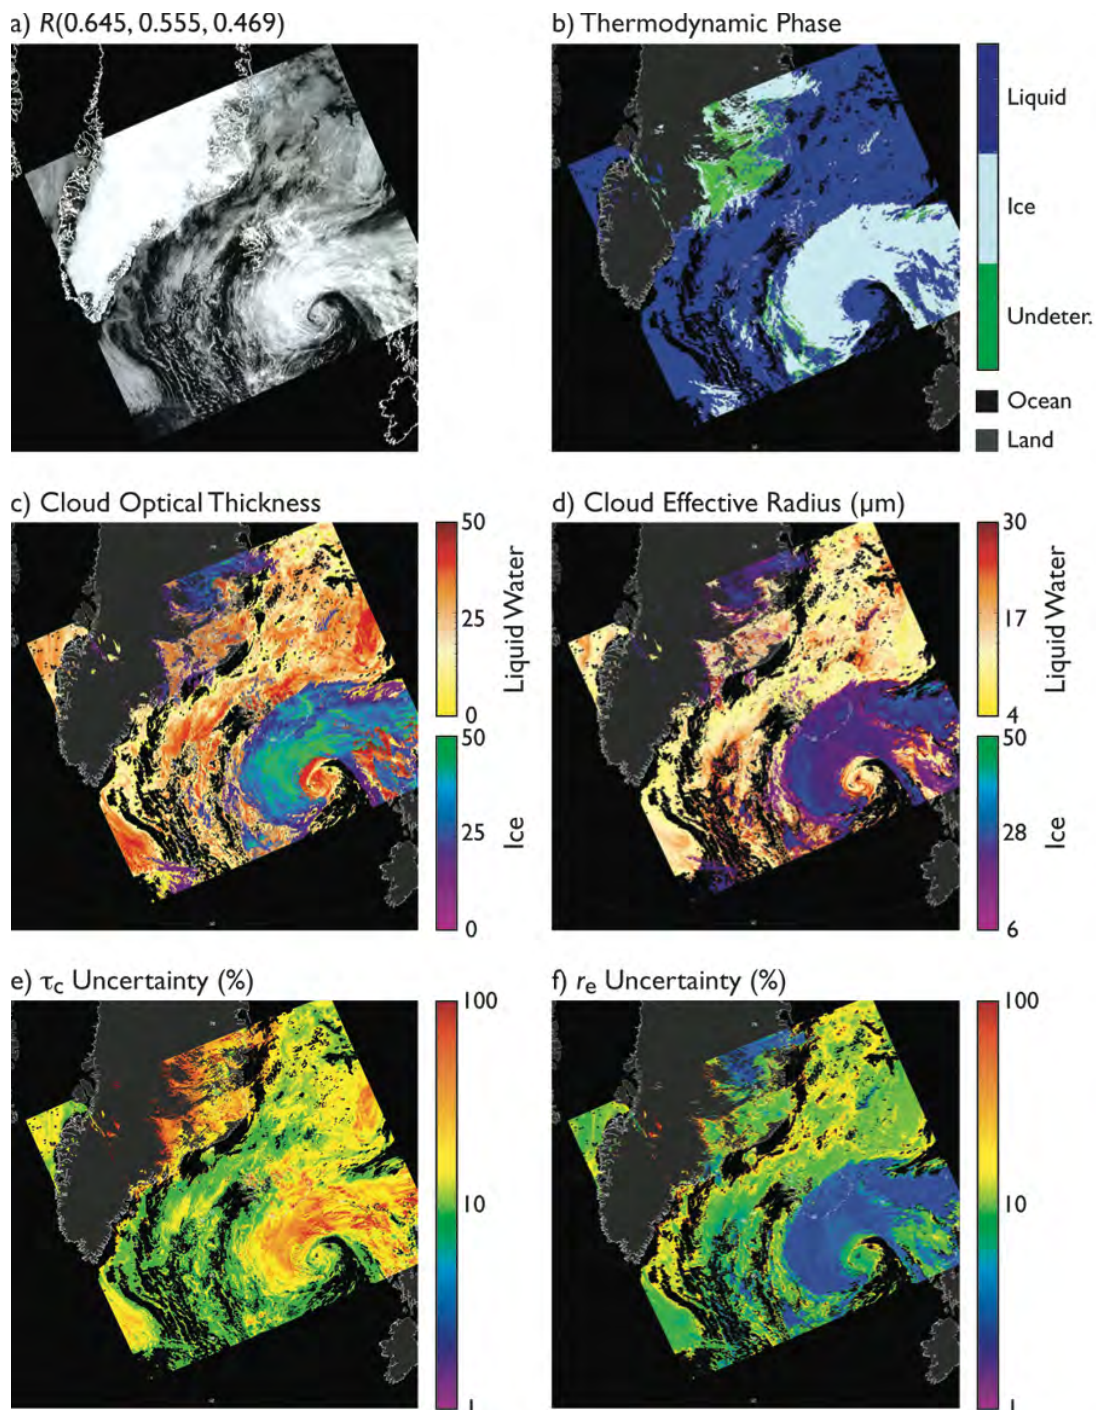 a) R(0.645, 0.555, 0.469)
b) Thermodynamic Phase
Liquid
Ice
Undeter.
Ocean
Land
c) Cloud Optical Thickness
50
25
0
Liquid Water
50
25
0
Ice
d) Cloud Effective Radius (µm)
30
17
4
Liquid Water
50
28
6
Ice
e) τc Uncertainty (%)
100
10
f) re Uncertainty (%)
100
10